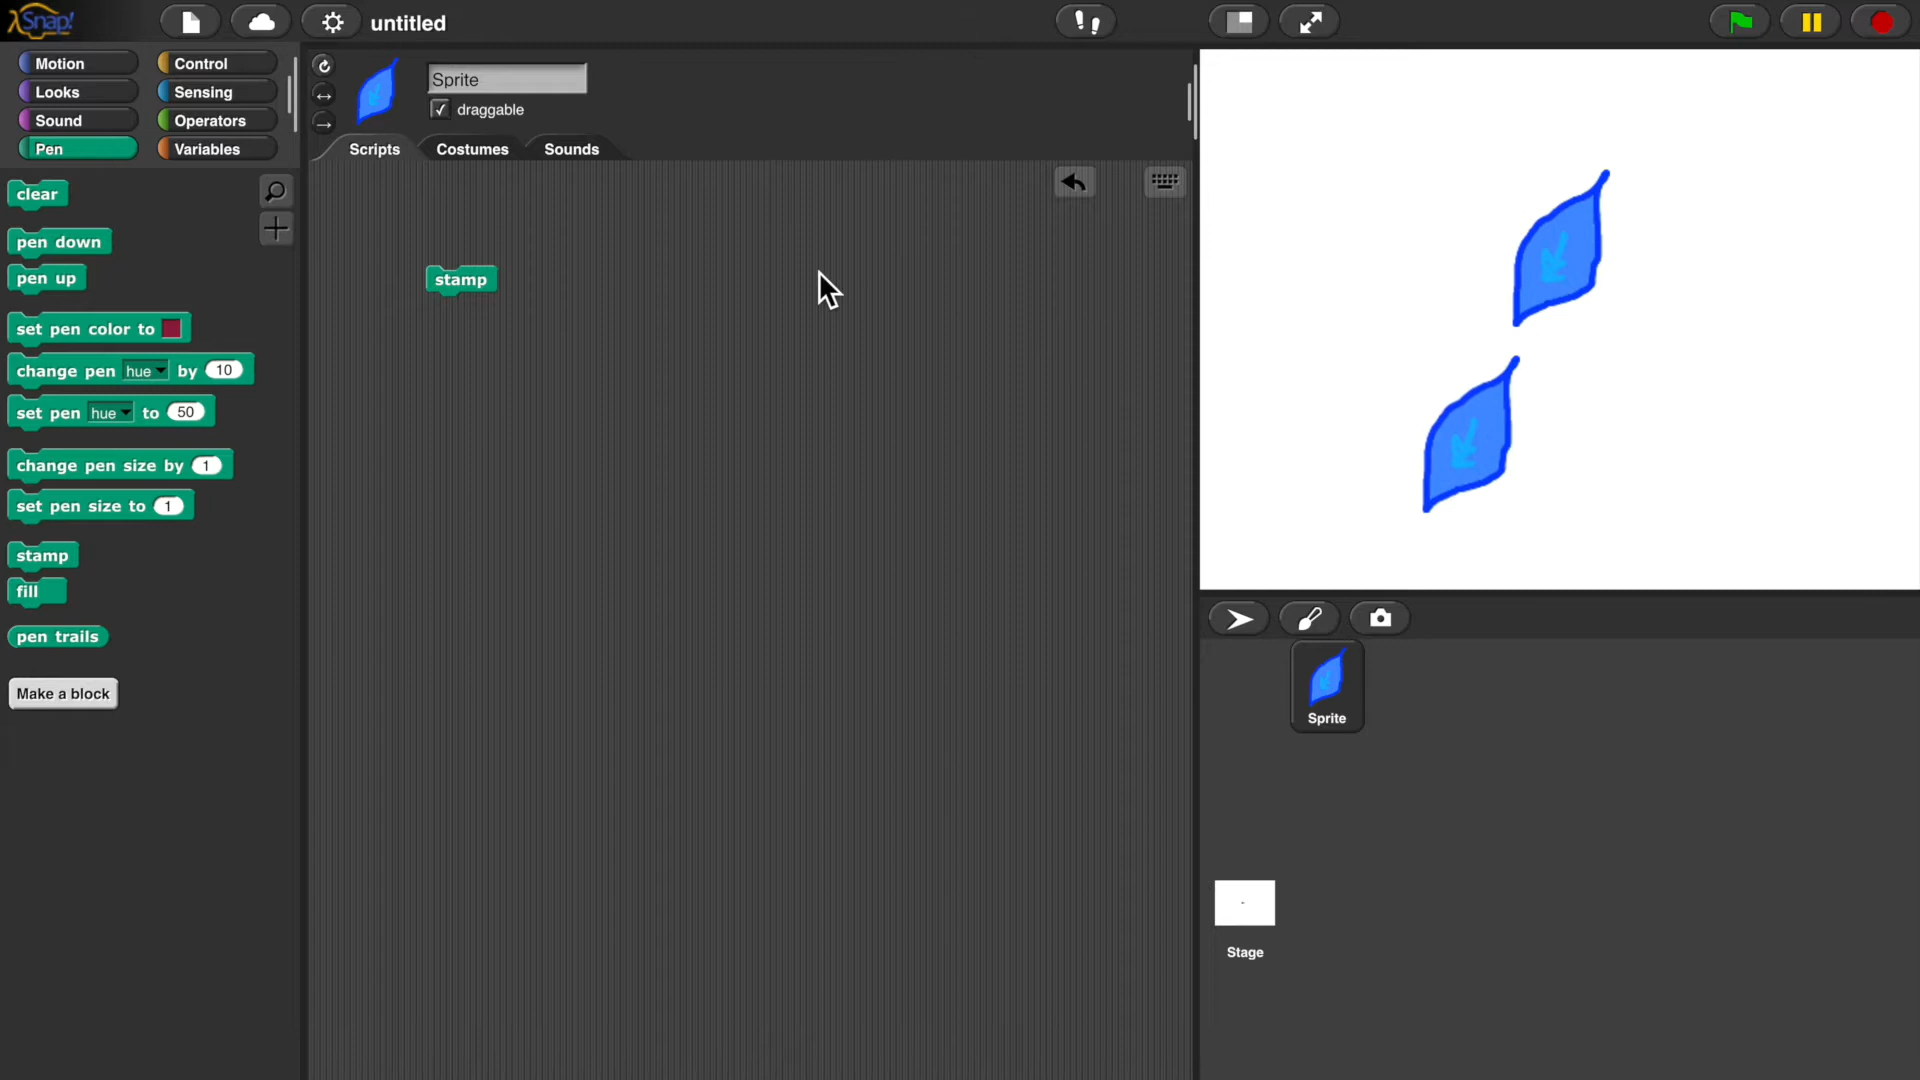 λSnap!
untitled
Motion
Control
Looks
Sensing
Sound
Operators
Pen
Variables
Sprite
draggable
Scripts
Costumes
Sounds
clear
pen down
pen up
set pen color to
change pen hue by 10
set pen hue to 50
change pen size by 1
set pen size to 1
stamp
fill
pen trails
Make a block
stamp
Sprite
Stage